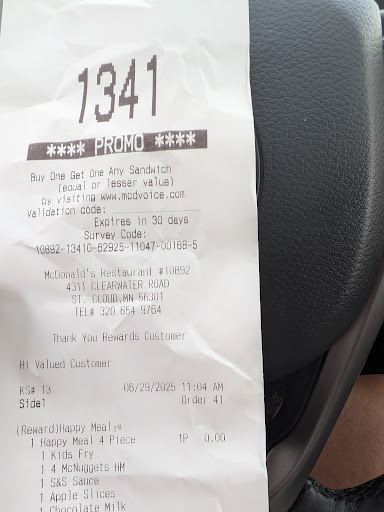 1341
**** PROMO ****
Buy One Get One Any Sandwich
(equal or lesser value)
by visiting www.mcdvoice.com
Validation code:
Expires in 30 days
Survey Code:
10892-13410-62925-11047-00168-5
McDonald's Restaurant #10892
4311 CLEARWATER ROAD
ST. CLOUD,MN 56301
TEL# 320 654 9764
Thank You Rewards Customer
Hi Valued Customer
KS# 13 06/29/2025 11:04 AM
Side1 Order 41
(Reward)Happy Meal
1 Happy Meal 4 Piece 1P 0.00
1 Kids Fry
1 4 McNuggets HM
1 S&S Sauce
1 Apple Slices
1 Chocolate Milk